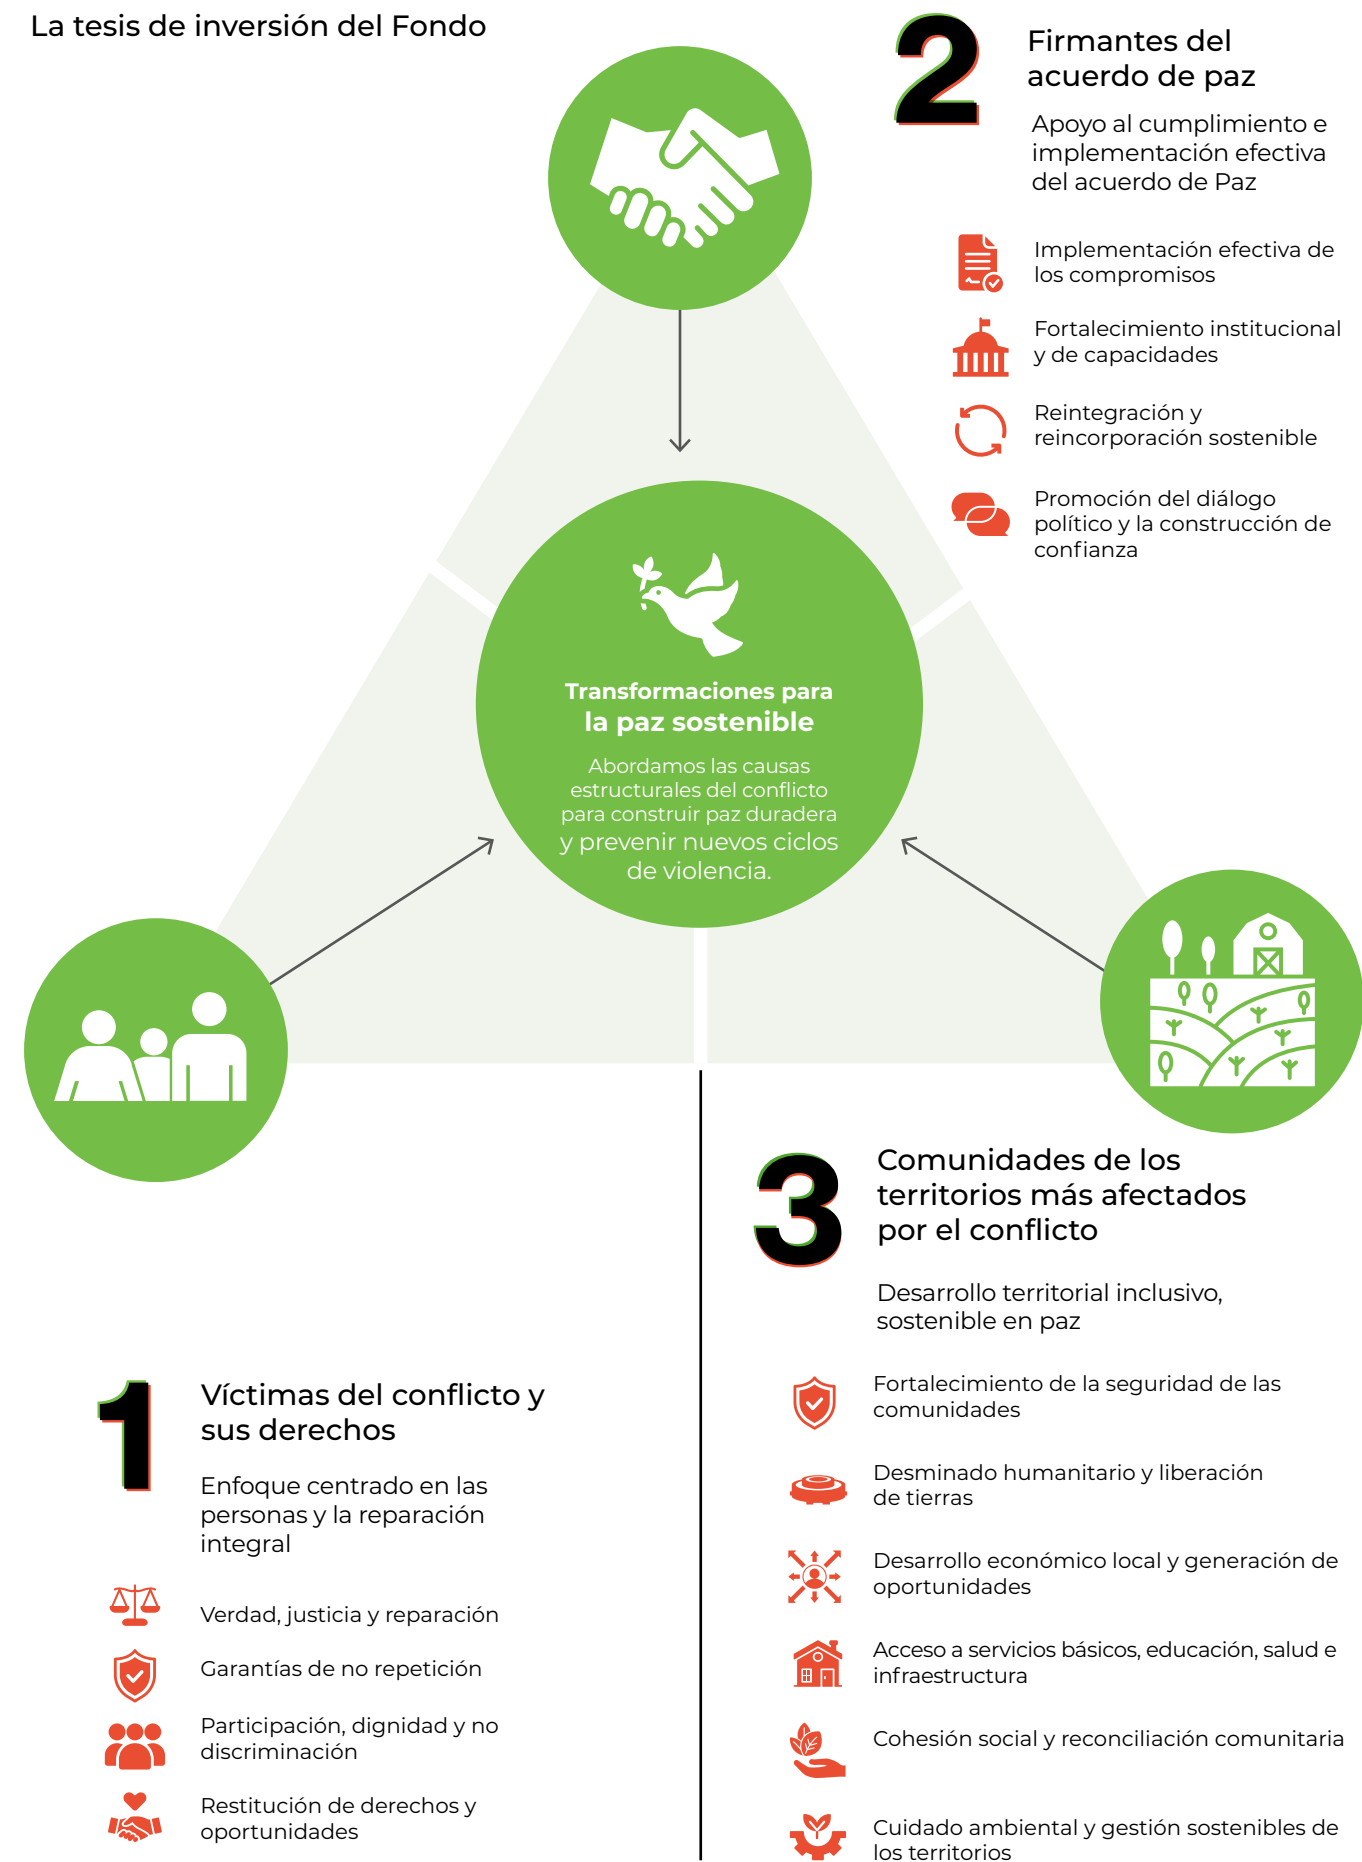 La tesis de inversión del Fondo
2
Firmantes del
acuerdo de paz
Apoyo al cumplimiento e
implementación efectiva
del acuerdo de Paz
Implementación efectiva de
los compromisos
Fortalecimiento institucional
y de capacidades
Reintegración y
reincorporación sostenible
Promoción del diálogo
político y la construcción de
confianza
Transformaciones para
la paz sostenible
Abordamos las causas
estructurales del conflicto
para construir paz duradera
y prevenir nuevos ciclos
de violencia.
1
Víctimas del conflicto y
sus derechos
Enfoque centrado en las
personas y la reparación
integral
Verdad, justicia y reparación
Garantías de no repetición
Participación, dignidad y no
discriminación
Restitución de derechos y
oportunidades
3
Comunidades de los
territorios más afectados
por el conflicto
Desarrollo territorial inclusivo,
sostenible en paz
Fortalecimiento de la seguridad de las
comunidades
Desminado humanitario y liberación
de tierras
Desarrollo económico local y generación de
oportunidades
Acceso a servicios básicos, educación, salud e
infraestructura
Cohesión social y reconciliación comunitaria
Cuidado ambiental y gestión sostenibles de
los territorios